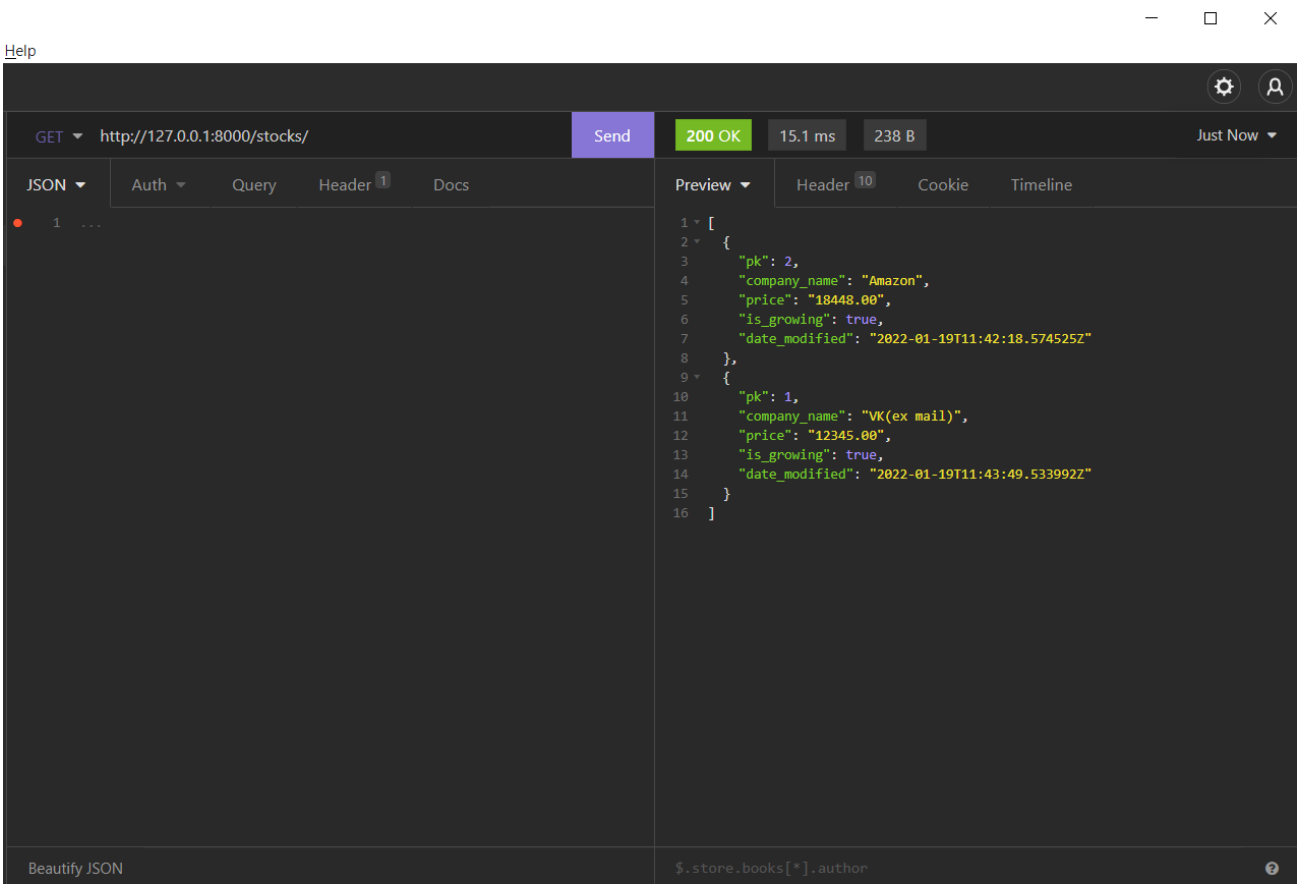 Help
GET http://127.0.0.1:8000/stocks/ Send 200 OK 15.1 ms 238 B Just Now
JSON Auth Query Header 1 Docs
1 ...
Preview Header 10 Cookie Timeline
1 [
2 {
3 "pk": 2,
4 "company_name": "Amazon",
5 "price": "18448.00",
6 "is_growing": true,
7 "date_modified": "2022-01-19T11:42:18.574525Z"
8 },
9 {
10 "pk": 1,
11 "company_name": "VK(ex mail)",
12 "price": "12345.00",
13 "is_growing": true,
14 "date_modified": "2022-01-19T11:43:49.533992Z"
15 }
16 ]
Beautify JSON
$.store.books[*].author